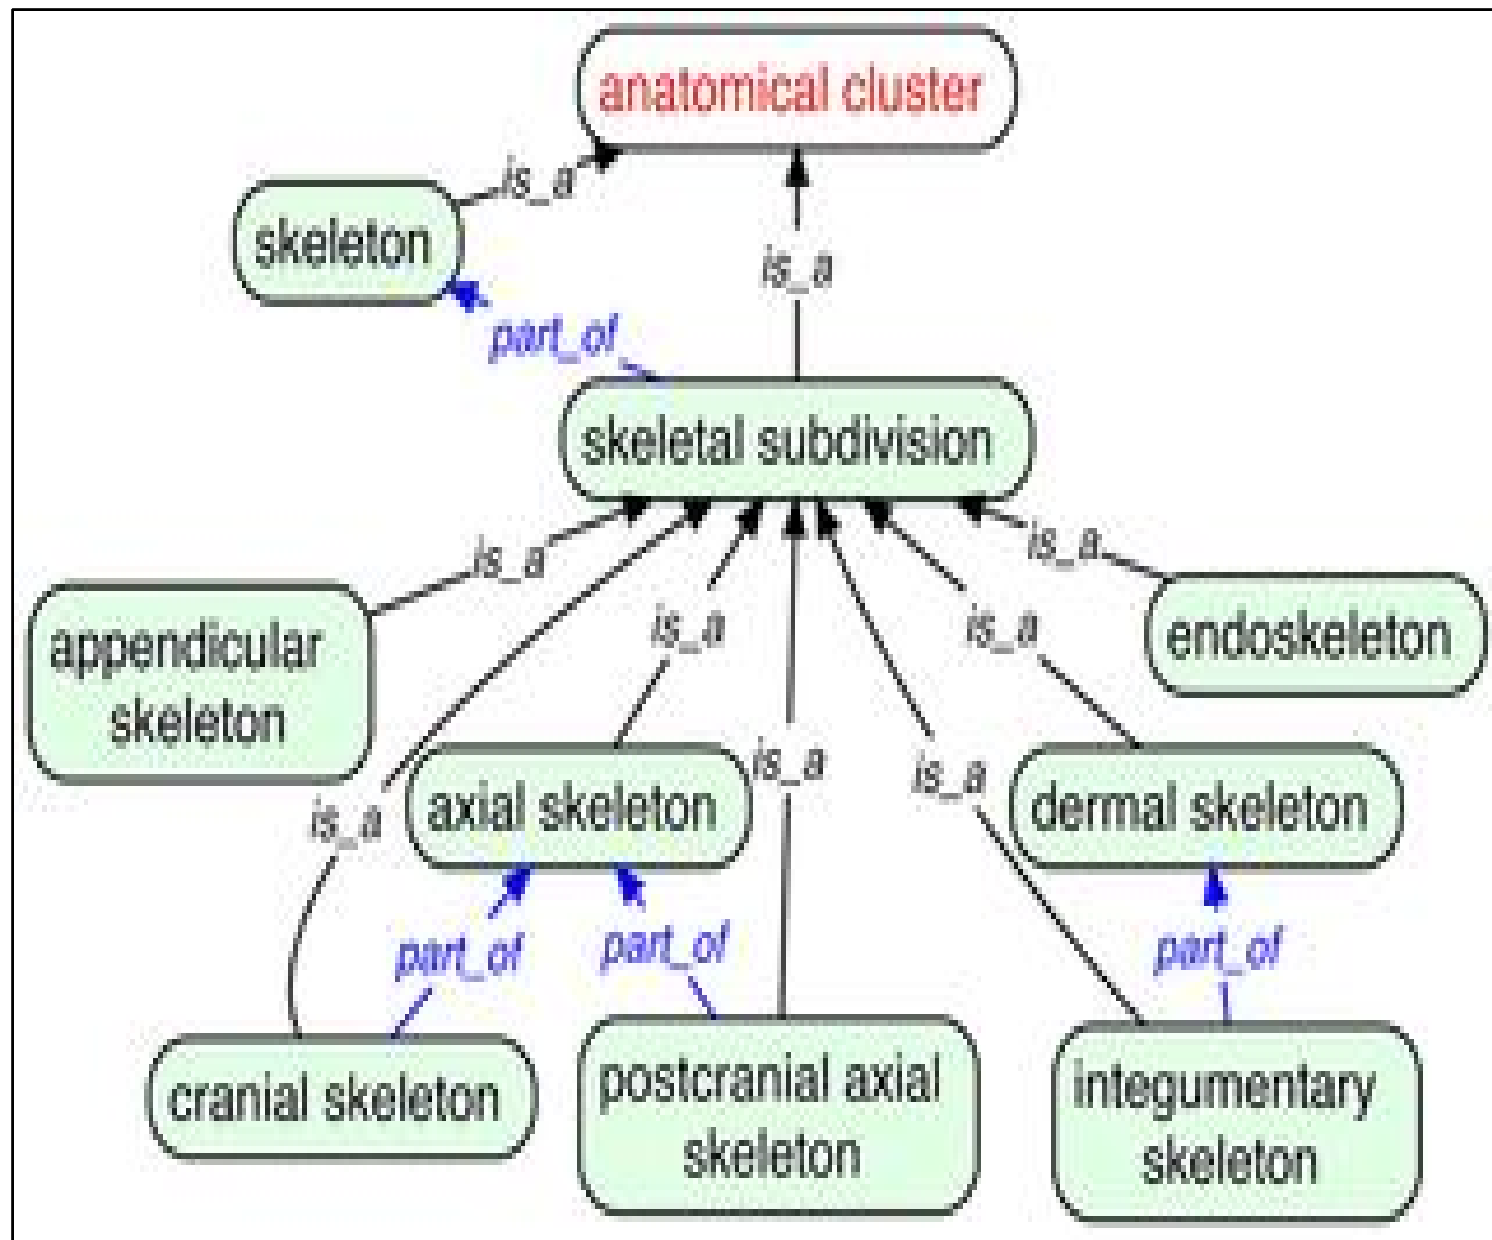 anatomical cluster
is_a
skeleton
is_a
part_of
skeletal subdivision
is_a
is_a
appendicular
skeleton
is_a
is_a
endoskeleton
is_a
axial skeleton
is_a
is_a
dermal skeleton
part_of
part_of
part_of
cranial skeleton
postcranial axial
skeleton
integumentary
skeleton